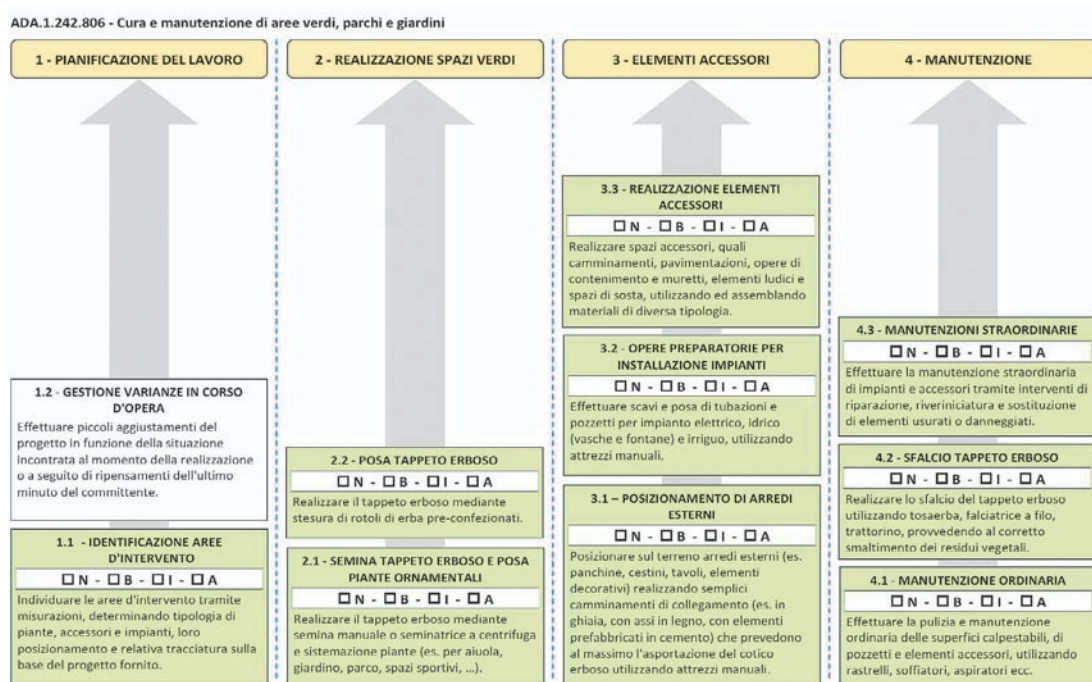 ADA.1.242.806 - Cura e manutenzione di aree verdi, parchi e giardini
1 - PIANIFICAZIONE DEL LAVORO
1.2 - GESTIONE VARIANZE IN CORSO
D'OPERA
Effettuare piccoli aggiustamenti del
progetto in funzione della situazione
incontrata al momento della realizzazione
o a seguito di ripensamenti dell'ultimo
minuto del committente.
1.1 - IDENTIFICAZIONE AREE
D'INTERVENTO
☐ N - ☐ B - ☐ I - ☐ A
Individuare le aree d'intervento tramite
misurazioni, determinando tipologia di
piante, accessori e impianti, loro
posizionamento e relativa tracciatura sulla
base del progetto fornito.
2 - REALIZZAZIONE SPAZI VERDI
2.2 - POSA TAPPETO ERBOSO
☐ N - ☐ B - ☐ I - ☐ A
Realizzare il tappeto erboso mediante
stesura di rotoli di erba pre-confezionati.
2.1 - SEMINA TAPPETO ERBOSO E POSA
PIANTE ORNAMENTALI
☐ N - ☐ B - ☐ I - ☐ A
Realizzare il tappeto erboso mediante
semina manuale o seminatrice a centrifuga
e sistemazione piante (es. per aiuola,
giardino, parco, spazi sportivi, ...).
3 - ELEMENTI ACCESSORI
3.3 - REALIZZAZIONE ELEMENTI
ACCESSORI
☐ N - ☐ B - ☐ I - ☐ A
Realizzare spazi accessori, quali
camminamenti, pavimentazioni, opere di
contenimento e muretti, elementi ludici e
spazi di sosta, utilizzando ed assemblando
materiali di diversa tipologia.
3.2 - OPERE PREPARATORIE PER
INSTALLAZIONE IMPIANTI
☐ N - ☐ B - ☐ I - ☐ A
Effettuare scavi e posa di tubazioni e
pozzetti per impianto elettrico, idrico
(vasche e fontane) e irriguo, utilizzando
attrezzi manuali.
3.1 – POSIZIONAMENTO DI ARREDI
ESTERNI
☐ N - ☐ B - ☐ I - ☐ A
Posizionare sul terreno arredi esterni (es.
panchine, cestini, tavoli, elementi
decorativi) realizzando semplici
camminamenti di collegamento (es. in
ghiaia, con assi in legno, con elementi
prefabbricati in cemento) che prevedono
al massimo l'asportazione del cotico
erboso utilizzando attrezzi manuali.
4 - MANUTENZIONE
4.3 - MANUTENZIONI STRAORDINARIE
☐ N - ☐ B - ☐ I - ☐ A
Effettuare la manutenzione straordinaria
di impianti e accessori tramite interventi di
riparazione, riveriniciatura e sostituzione
di elementi usurati o danneggiati.
4.2 - SFALCIO TAPPETO ERBOSO
☐ N - ☐ B - ☐ I - ☐ A
Realizzare lo sfalcio del tappeto erboso
utilizzando tosaerba, falciatrice a filo,
trattorino, provvedendo al corretto
smaltimento dei residui vegetali.
4.1 - MANUTENZIONE ORDINARIA
☐ N - ☐ B - ☐ I - ☐ A
Effettuare la pulizia e manutenzione
ordinaria delle superfici calpestabili, di
pozzetti e elementi accessori, utilizzando
rastrelli, soffiatori, aspiratori ecc.